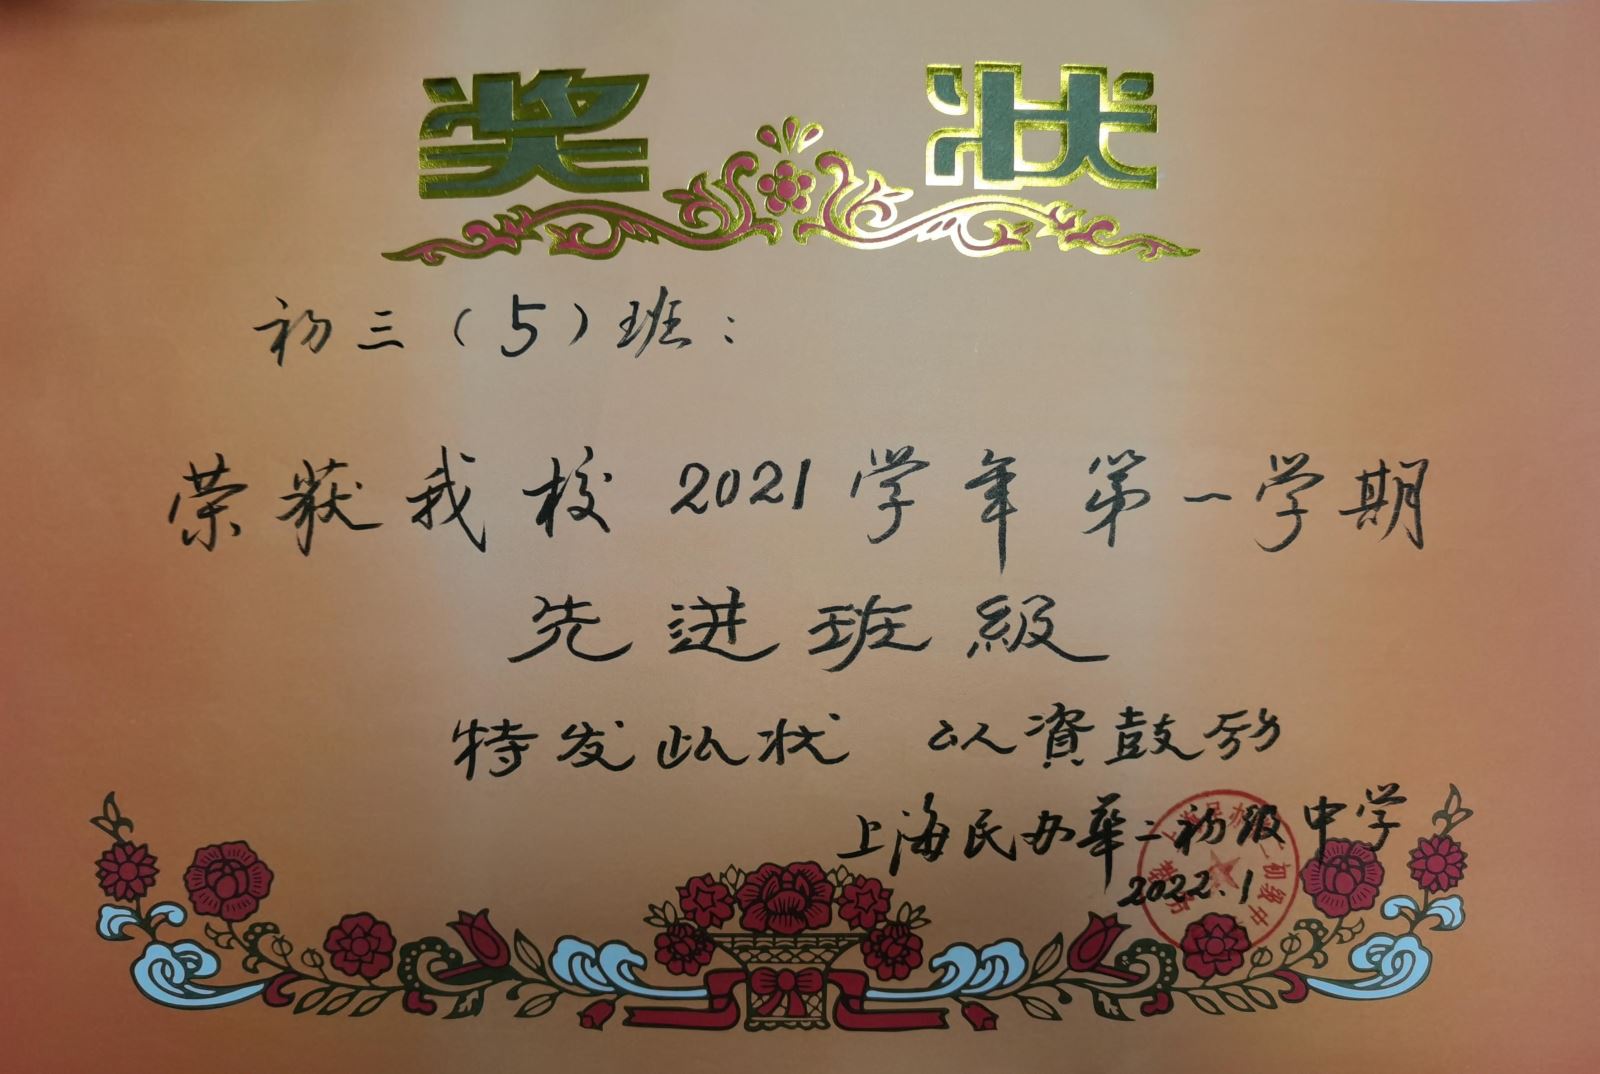 奖状
初三（5）班：
荣获我校2021学年第一学期
先进班級
特发此状 以資鼓励
上海民办華二初级中学
2022.1